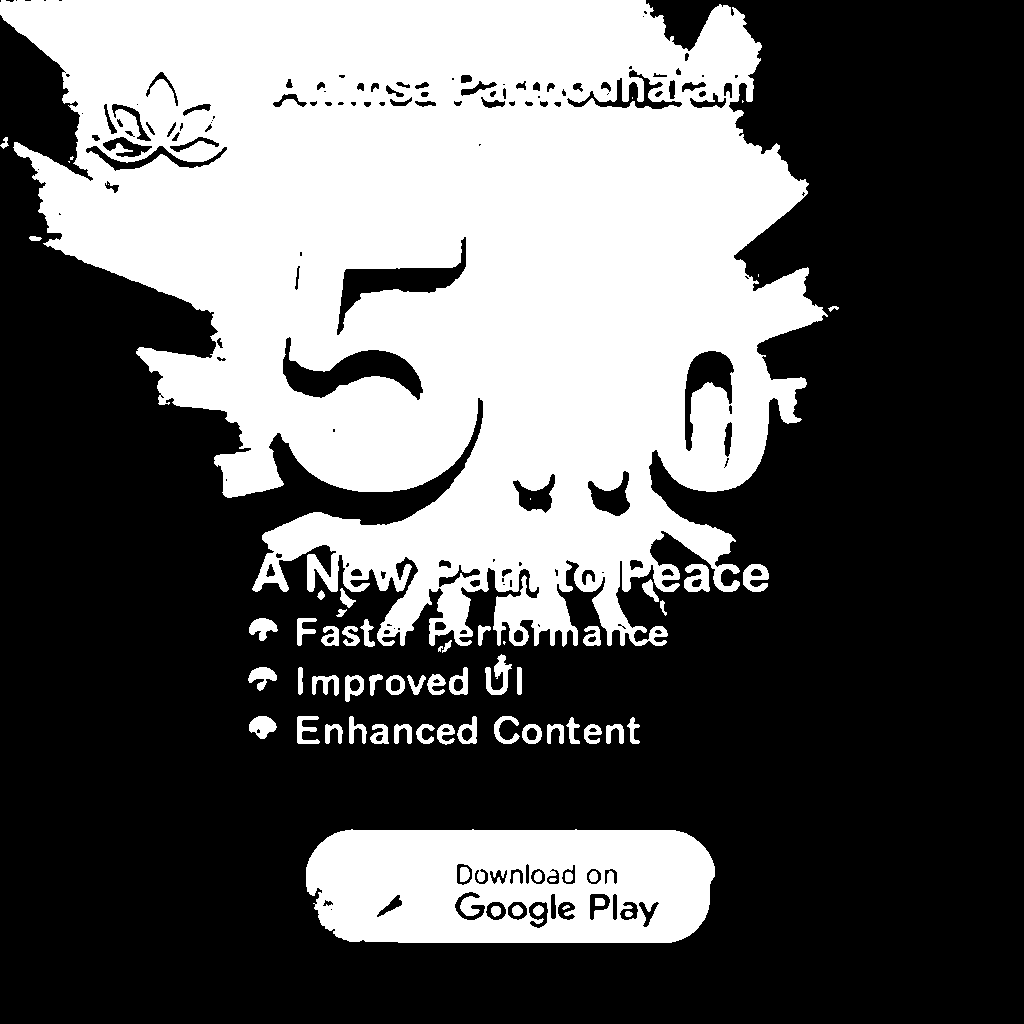 Ahimsa Parmodharam
5..0
A New Path to Peace
Faster Performance
Improved UI
Enhanced Content
Download on
Google Play